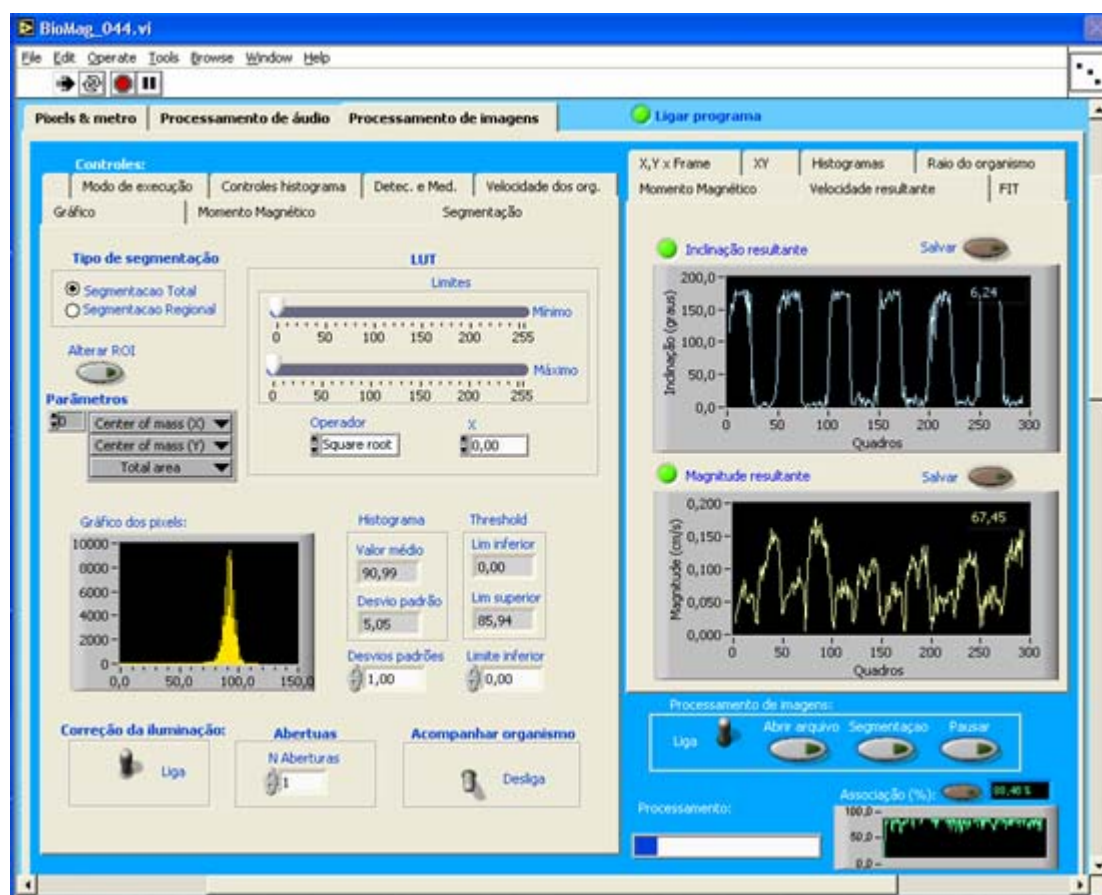 BioMag_044.vi
File Edit Operate Tools Browse Window Help
Pixels & metro Processamento de áudio Processamento de imagens
Ligar programa
Controles:
Modo de execução Controles histograma Detec. e Med. Velocidade dos org.
Gráfico Momento Magnético Segmentação
Tipo de segmentação
Segmentacao Total
Segmentacao Regional
Alterar ROI
Parâmetros
0 Center of mass (X)
Center of mass (Y)
Total area
LUT
Limites
Mínimo
0 50 100 150 200 255
Máximo
0 50 100 150 200 255
Operador X
Square root 0,00
Gráfico dos pixels:
10000
8000
6000
4000
2000
0
0,0 50,0 100,0 150,0
Histograma
Valor médio
90,99
Desvio padrão
5,05
Desvios padrões
1,00
Threshold
Lim inferior
0,00
Lim superior
85,94
Limite inferior
0,00
Correção da iluminação:
Liga
Abertuas
N Aberturas
1
Acompanhar organismo
Desliga
X,Y x Frame XY Histogramas Raio do organismo
Momento Magnético Velocidade resultante FIT
Inclinação resultante Salvar
6,24
Inclinação (graus)
200,0
150,0
100,0
50,0
0,0
0 50 100 150 200 250 300
Quadros
Magnitude resultante Salvar
67,45
Magnitude (cm/s)
0,200
0,150
0,100
0,050
0,000
0 50 100 150 200 250 300
Quadros
Processamento de imagens:
Liga Abrir arquivo Segmentaçao Pausar
Processamento:
Associação (%):
100,0
50,0
0,0